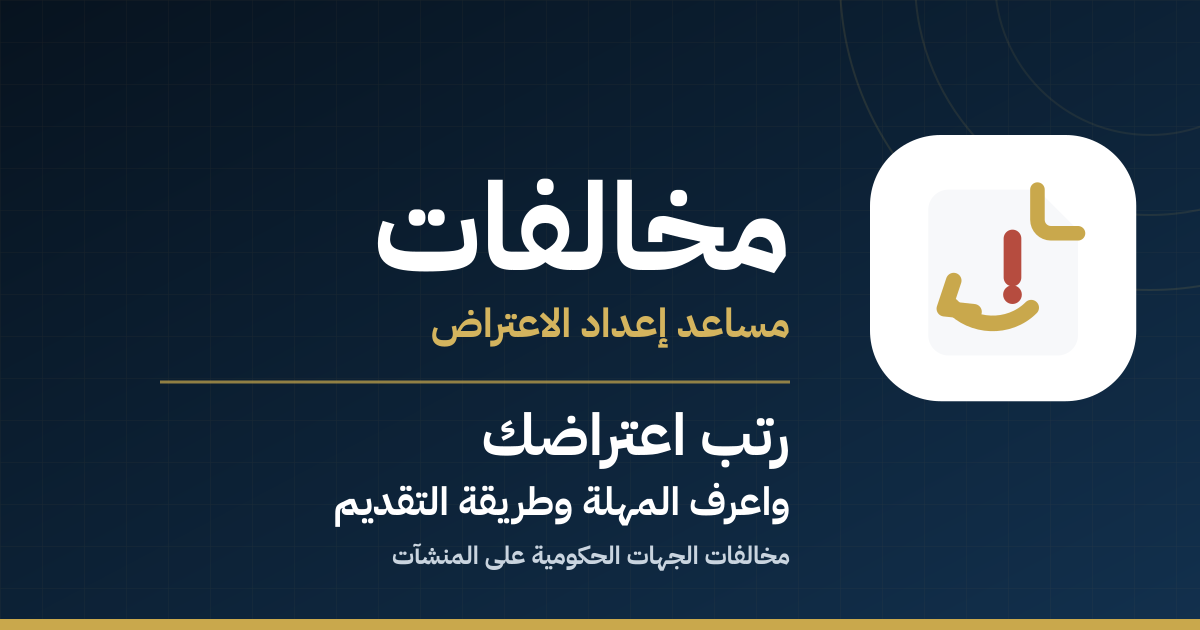 مخالفات
مساعد إعداد الاعتراض
رتب اعتراضك
واعرف المهلة وطريقة التقديم
مخالفات الجهات الحكومية على المنشآت